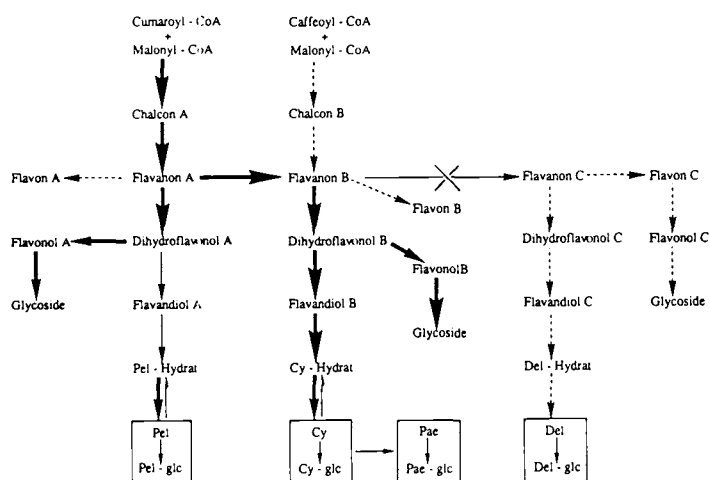 Cumaroyl - CoA Caffeoyl - CoA
+ +
Malonyl - CoA Malonyl - CoA
Chalcon A Chalcon B
Flavon A Flavanon A Flavanon B Flavanon C Flavon C
Flavon B
Flavonol A Dihydroflavonol A Dihydroflavonol B Dihydroflavonol C Flavonol C
FlavonolB
Glycoside Flavandiol A Flavandiol B Flavandiol C Glycoside
Glycoside
Pel - Hydrat Cy - Hydrat Del - Hydrat
Pel Cy Pae Del
Pel - glc Cy - glc Pae - glc Del - glc